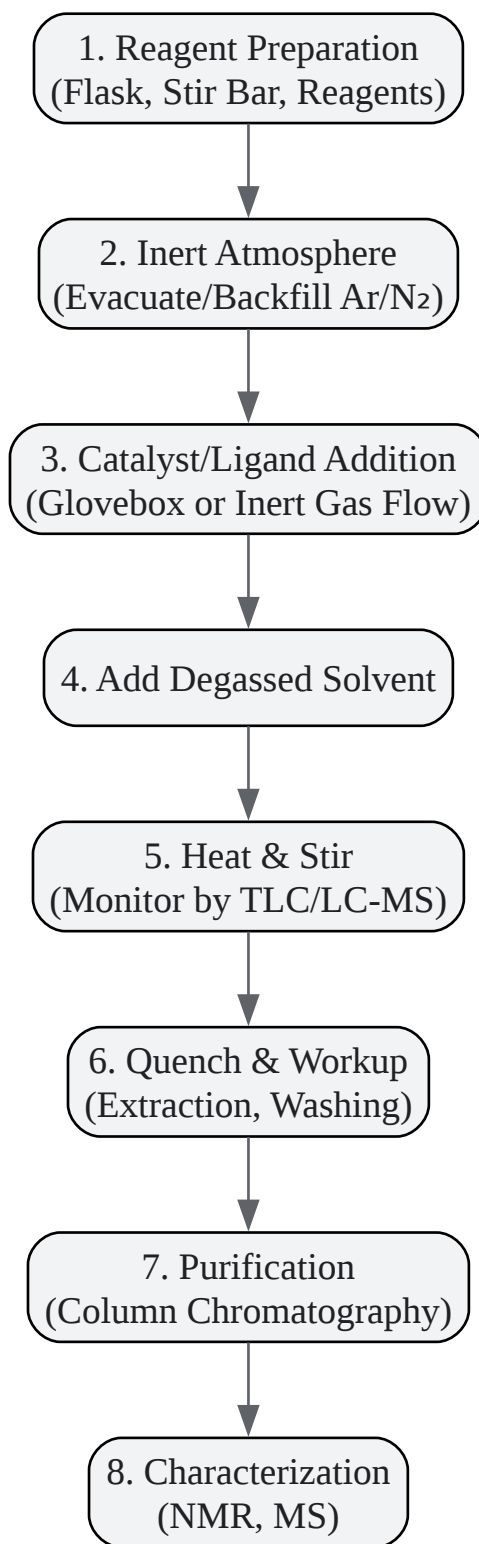 1. Reagent Preparation
(Flask, Stir Bar, Reagents)
2. Inert Atmosphere
(Evacuate/Backfill Ar/N₂)
3. Catalyst/Ligand Addition
(Glovebox or Inert Gas Flow)
4. Add Degassed Solvent
5. Heat & Stir
(Monitor by TLC/LC-MS)
6. Quench & Workup
(Extraction, Washing)
7. Purification
(Column Chromatography)
8. Characterization
(NMR, MS)